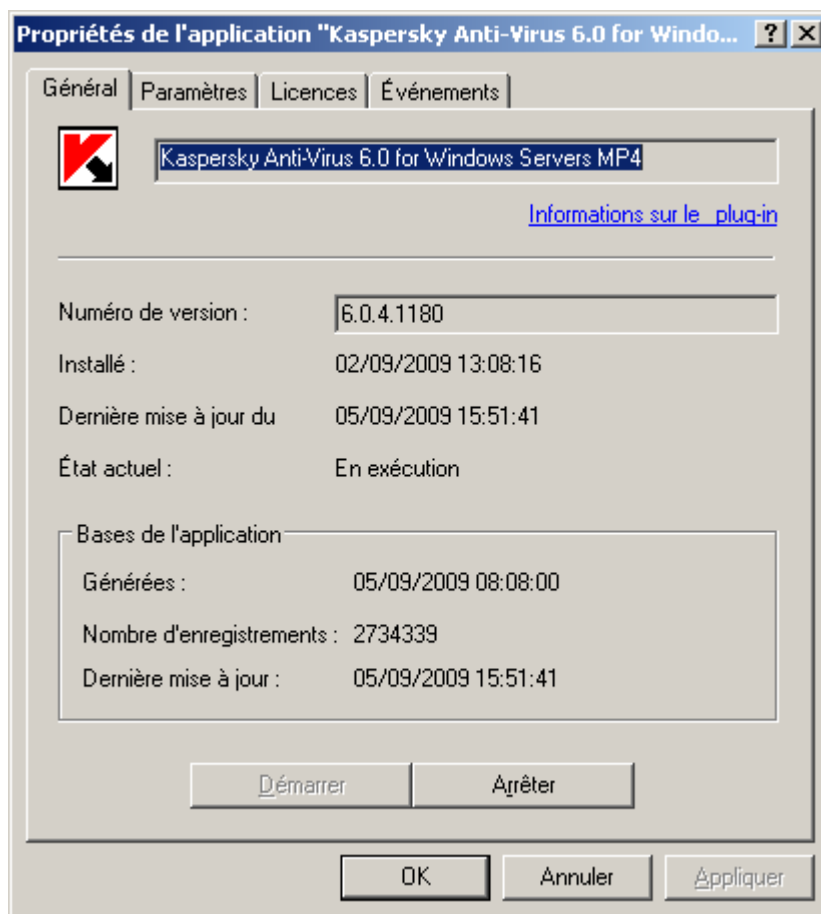 Propriétés de l'application "Kaspersky Anti-Virus 6.0 for Windo...
Général Paramètres Licences Événements
Kaspersky Anti-Virus 6.0 for Windows Servers MP4
Informations sur le plug-in
Numéro de version : 6.0.4.1180
Installé : 02/09/2009 13:08:16
Dernière mise à jour du 05/09/2009 15:51:41
État actuel : En exécution
Bases de l'application
Générées : 05/09/2009 08:08:00
Nombre d'enregistrements : 2734339
Dernière mise à jour : 05/09/2009 15:51:41
Démarrer Arrêter
OK Annuler Appliquer